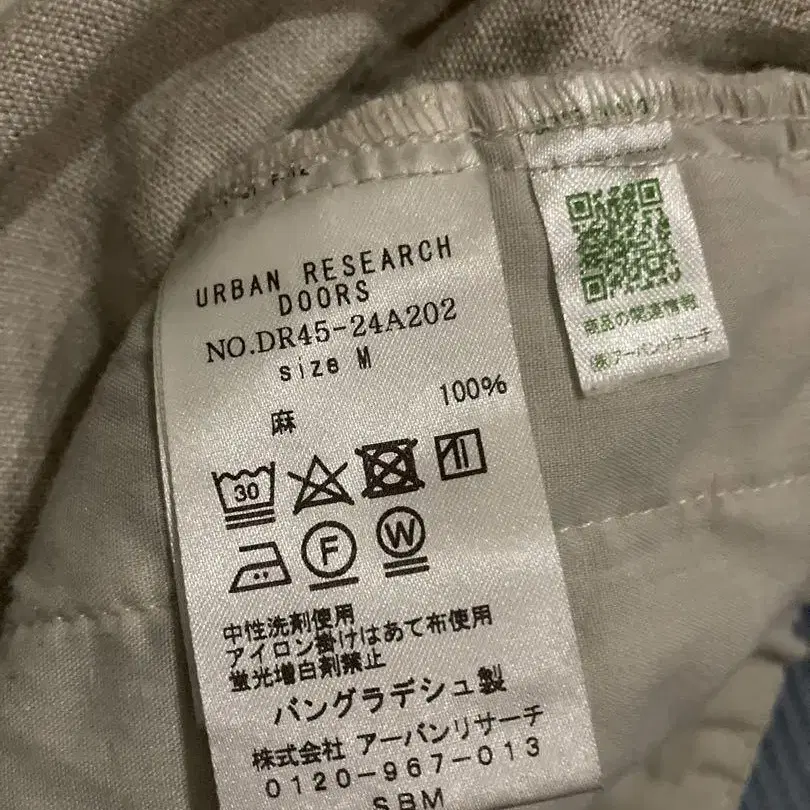 URBAN RESEARCH
DOORS
NO.DR45-24A202
size M
麻 100%
30
F
W
中性洗剤使用
アイロン掛けはあて布使用
蛍光増白剤禁止
バングラデシュ製
株式会社 アーバンリサーチ
0120-967-013
SBM
商品の関連情報
㈱アーバンリサーチ